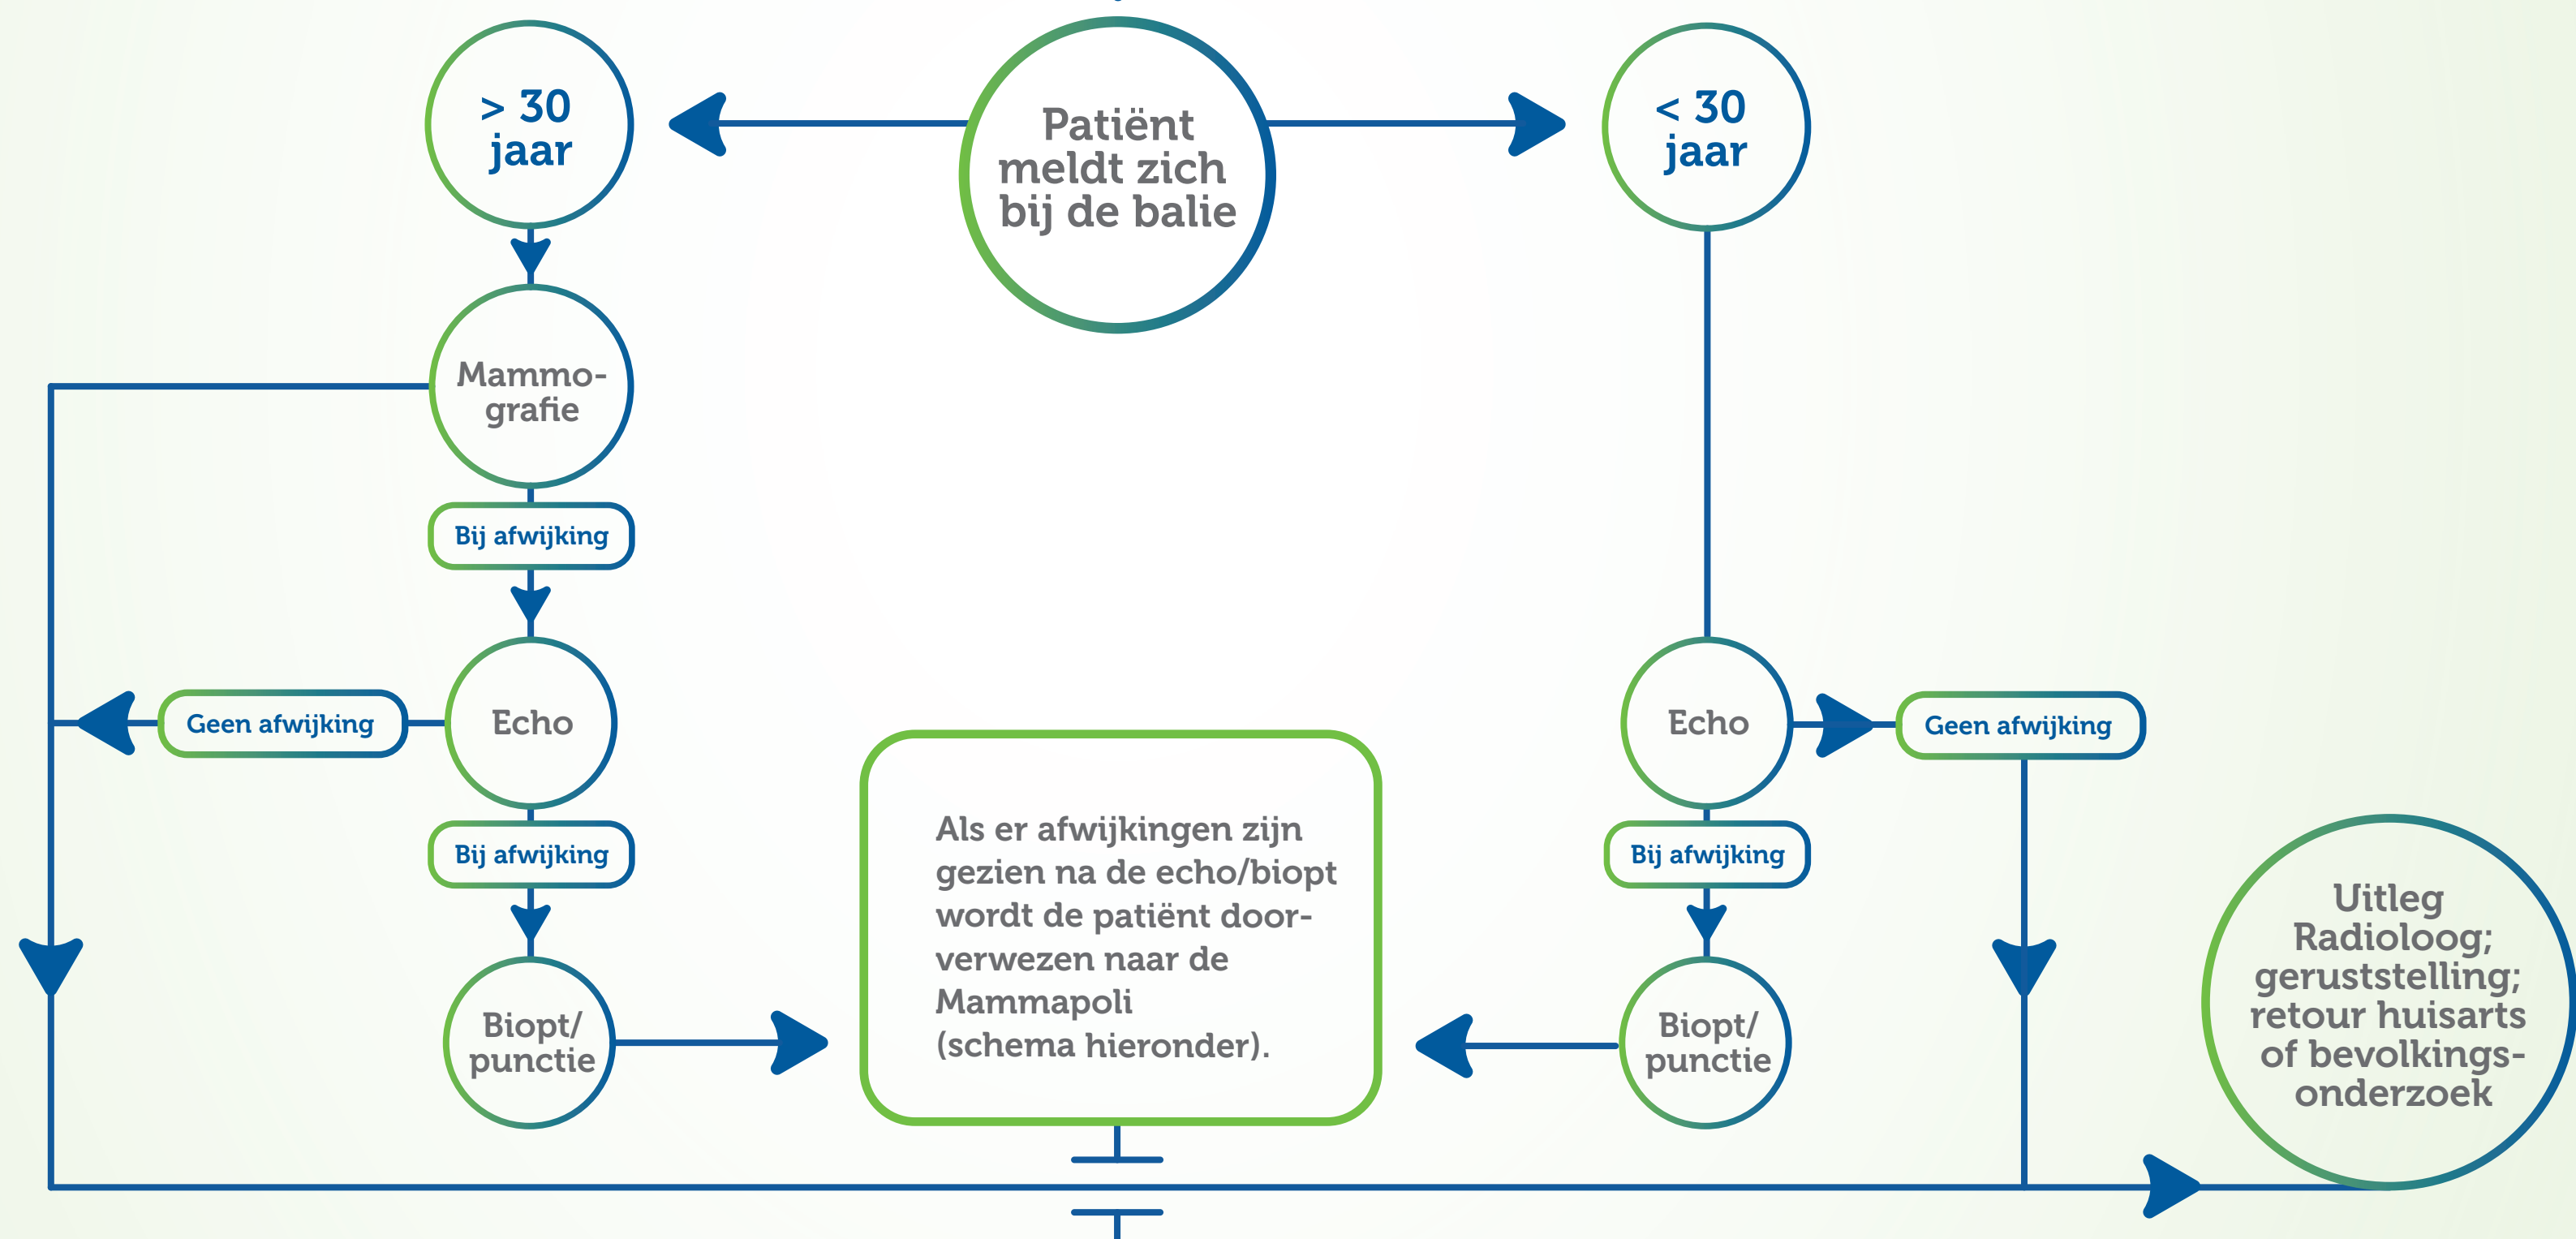 > 30
jaar
Patiënt
meldt zich
bij de balie
< 30
jaar
Mammo-
grafie
Bij afwijking
Geen afwijking
Echo
Bij afwijking
Biopt/
punctie
Als er afwijkingen zijn
gezien na de echo/biopt
wordt de patiënt door-
verwezen naar de
Mammapoli
(schema hieronder).
Echo
Geen afwijking
Bij afwijking
Biopt/
punctie
Uitleg
Radioloog;
geruststelling;
retour huisarts
of bevolkings-
onderzoek